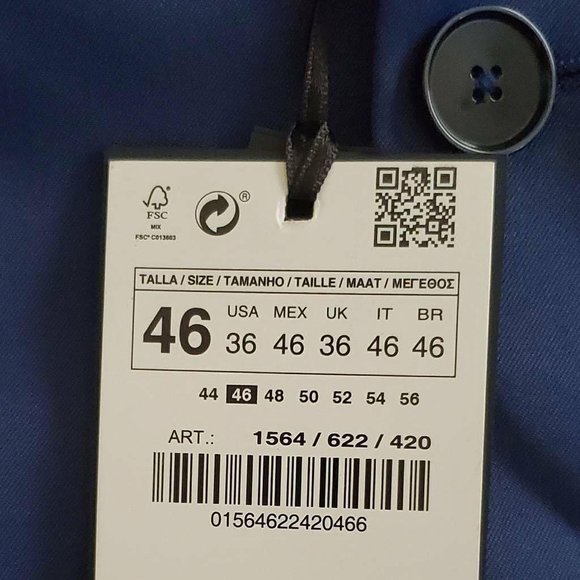 FSC
MIX
FSC® C013803
®
TALLA / SIZE / TAMANHO / TAILLE / MAAT / ΜΕΓΕΘΟΣ
46 USA MEX UK IT BR
36 46 36 46 46
44 46 48 50 52 54 56
ART.: 1564 / 622 / 420
01564622420466